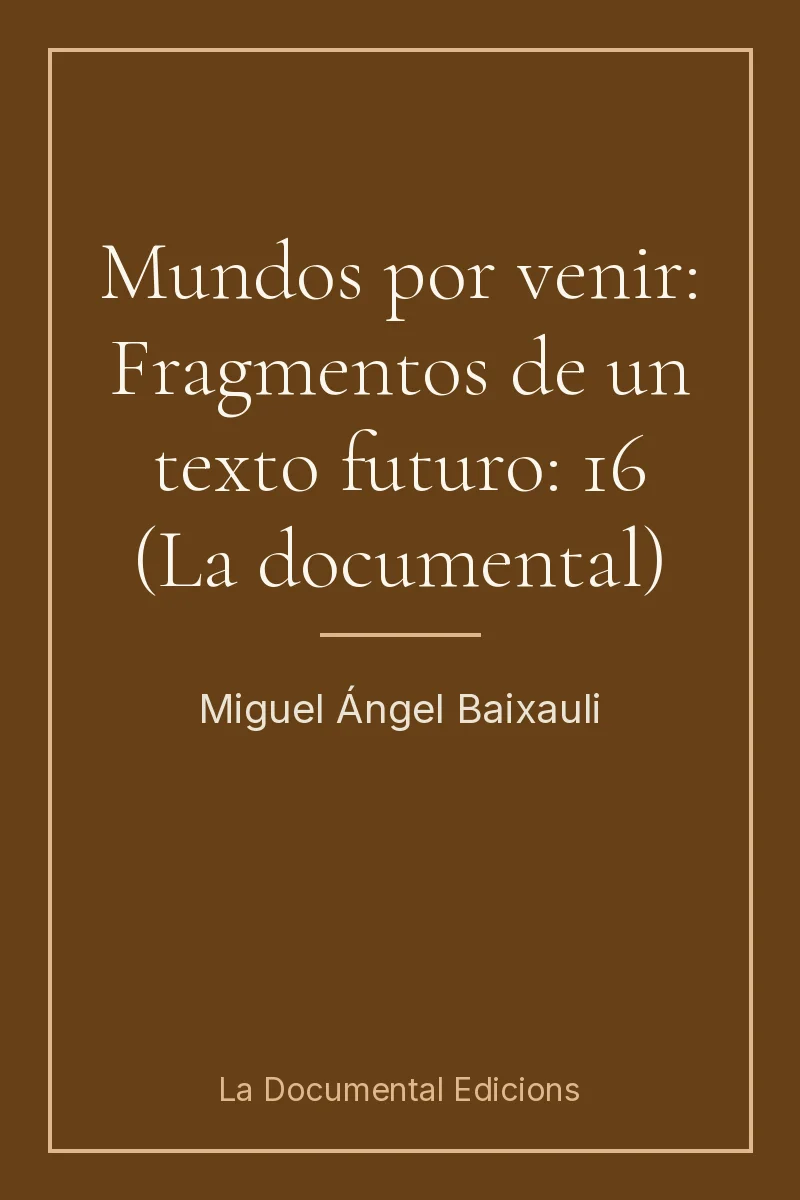 Mundos por venir:
Fragmentos de un
texto futuro: 16
(La documental)
Miguel Ángel Baixauli
La Documental Edicions